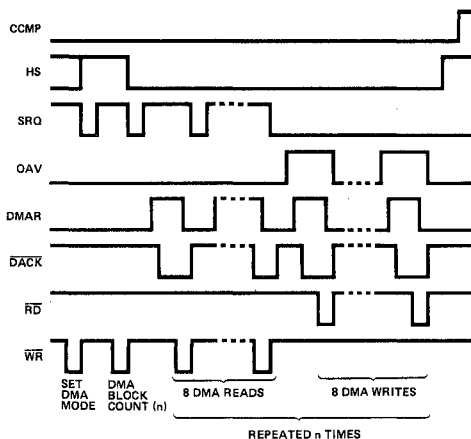 CCMP
HS
SRQ
OAV
DMAR
DACK
RD
WR
SET
DMA
MODE
DMA
BLOCK
COUNT (n)
8 DMA READS
8 DMA WRITES
REPEATED n TIMES